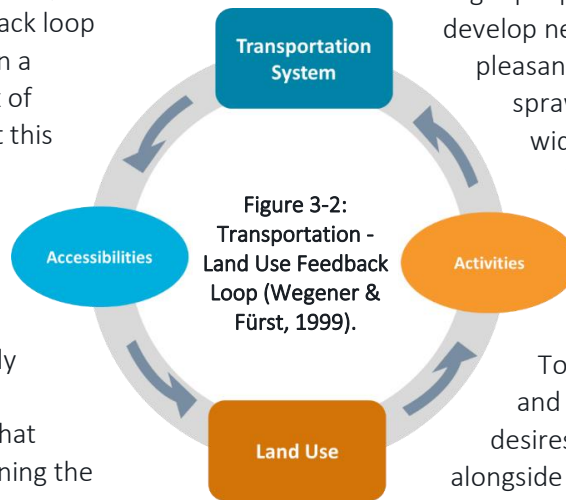 ack loop
n a
of
t this
develop ne
pleasan
spraw
wid
Transportation
System
Accessibilities
Figure 3-2:
Transportation -
Land Use Feedback
Loop (Wegener &
Fürst, 1999).
Activities
Land Use
ly
hat
ning the
To
and
desires
alongside